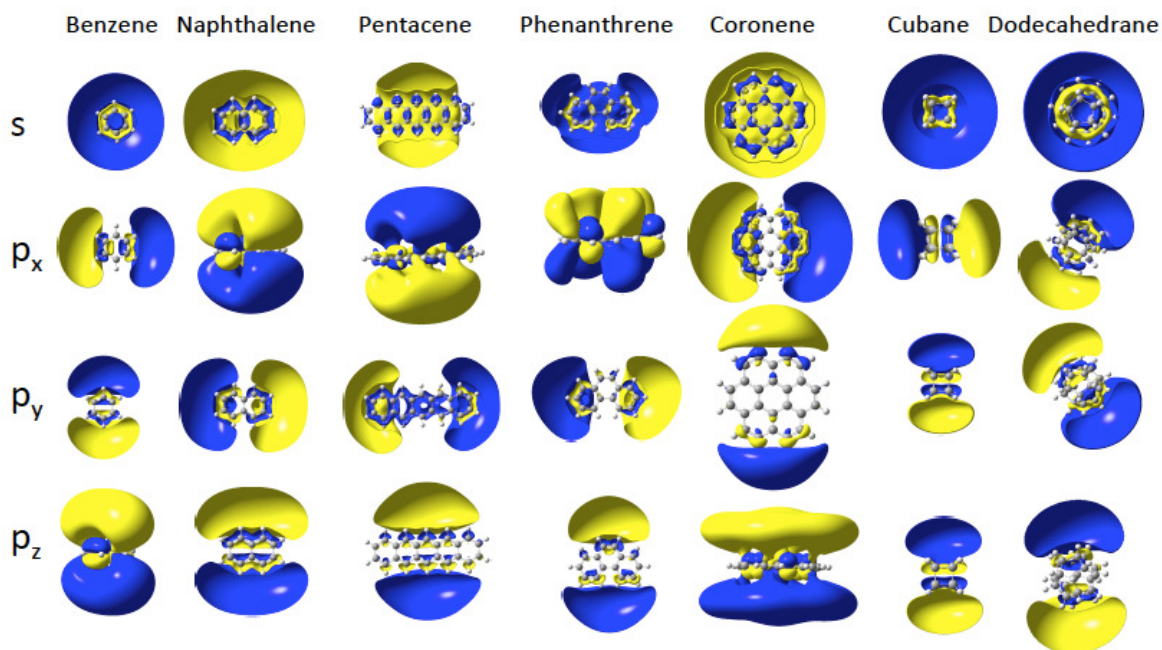 Benzene Naphthalene Pentacene Phenanthrene Coronene Cubane Dodecahedrane
s
px
py
pz